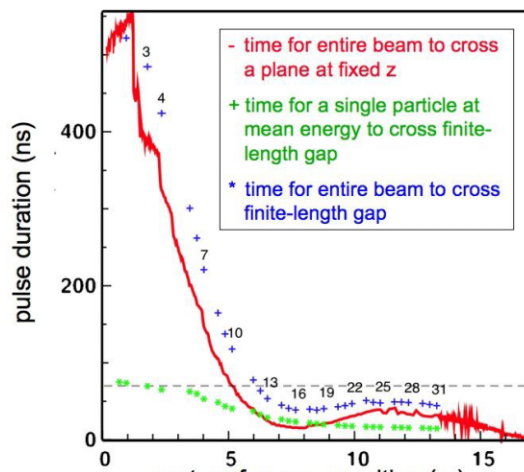 - time for entire beam to cross
a plane at fixed z
+ time for a single particle at
mean energy to cross finite-
length gap
* time for entire beam to cross
finite-length gap
pulse duration (ns)
400
200
0
3
4
7
10
13
16
19
22
25
28
31
0 5 10 15